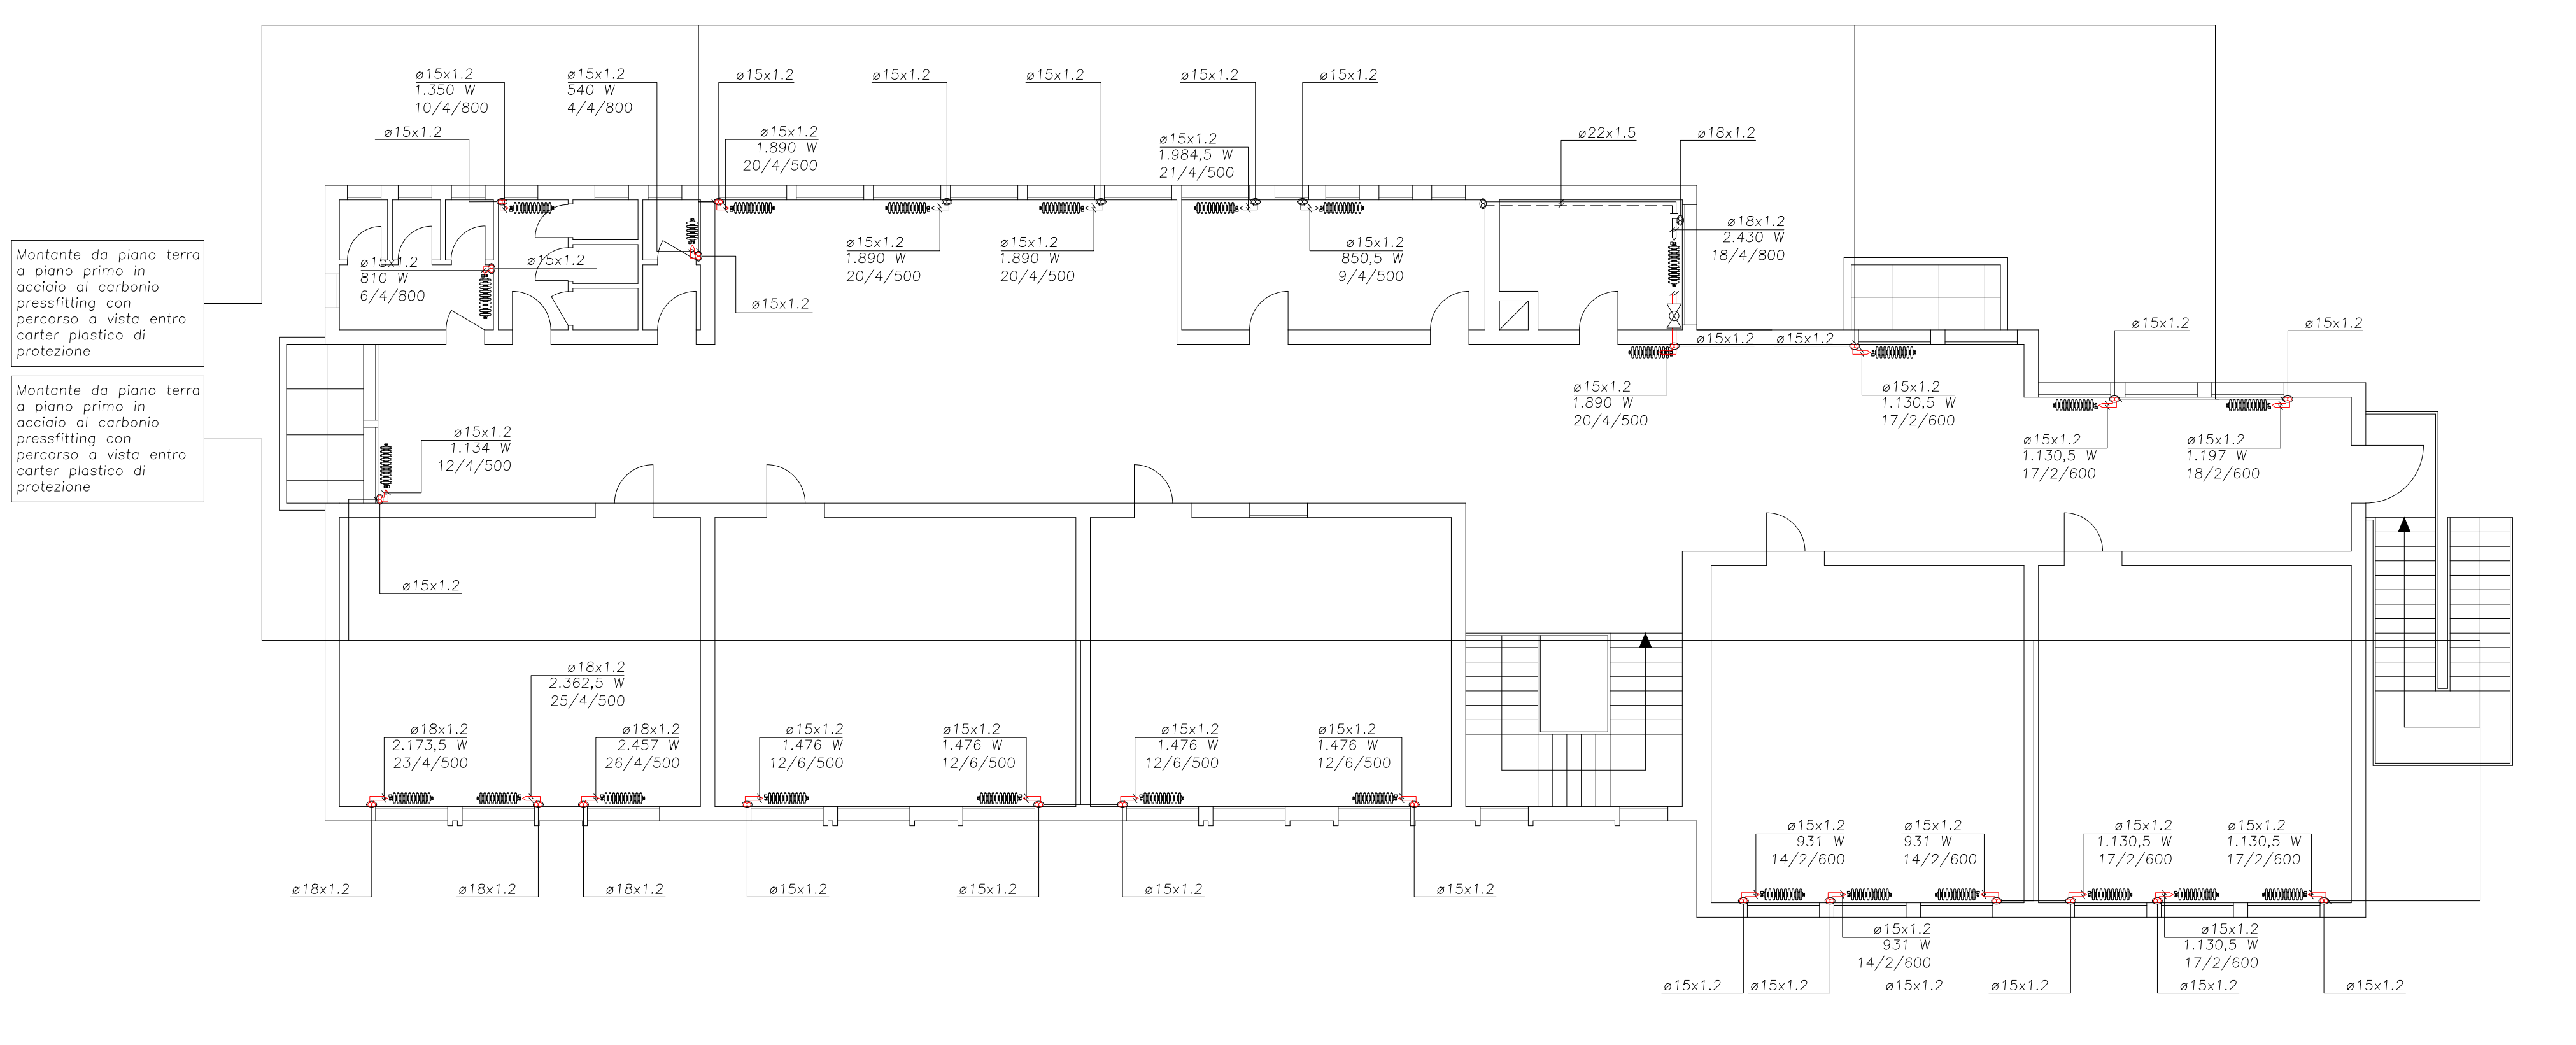 ø15x1.2
1.350 W
10/4/800
ø15x1.2
540 W
4/4/800
ø15x1.2
ø15x1.2
ø15x1.2
ø15x1.2
ø15x1.2
ø15x1.2
ø15x1.2
1.890 W
20/4/500
ø15x1.2
1.984,5 W
21/4/500
ø22x1.5
ø18x1.2
ø18x1.2
2.430 W
18/4/800
Montante da piano terra
a piano primo in
acciaio al carbonio
pressfitting con
percorso a vista entro
carter plastico di
protezione
ø15x1.2
810 W
6/4/800
ø15x1.2
ø15x1.2
ø15x1.2
1.890 W
20/4/500
ø15x1.2
1.890 W
20/4/500
ø15x1.2
850,5 W
9/4/500
ø15x1.2
ø15x1.2
ø15x1.2
ø15x1.2
Montante da piano terra
a piano primo in
acciaio al carbonio
pressfitting con
percorso a vista entro
carter plastico di
protezione
ø15x1.2
1.134 W
12/4/500
ø15x1.2
1.890 W
20/4/500
ø15x1.2
1.130,5 W
17/2/600
ø15x1.2
1.130,5 W
17/2/600
ø15x1.2
1.197 W
18/2/600
ø15x1.2
ø18x1.2
2.362,5 W
25/4/500
ø18x1.2
2.173,5 W
23/4/500
ø18x1.2
2.457 W
26/4/500
ø15x1.2
1.476 W
12/6/500
ø15x1.2
1.476 W
12/6/500
ø15x1.2
1.476 W
12/6/500
ø15x1.2
1.476 W
12/6/500
ø15x1.2
931 W
14/2/600
ø15x1.2
931 W
14/2/600
ø15x1.2
1.130,5 W
17/2/600
ø15x1.2
1.130,5 W
17/2/600
ø18x1.2
ø18x1.2
ø18x1.2
ø15x1.2
ø15x1.2
ø15x1.2
ø15x1.2
ø15x1.2
931 W
14/2/600
ø15x1.2
1.130,5 W
17/2/600
ø15x1.2
ø15x1.2
ø15x1.2
ø15x1.2
ø15x1.2
ø15x1.2